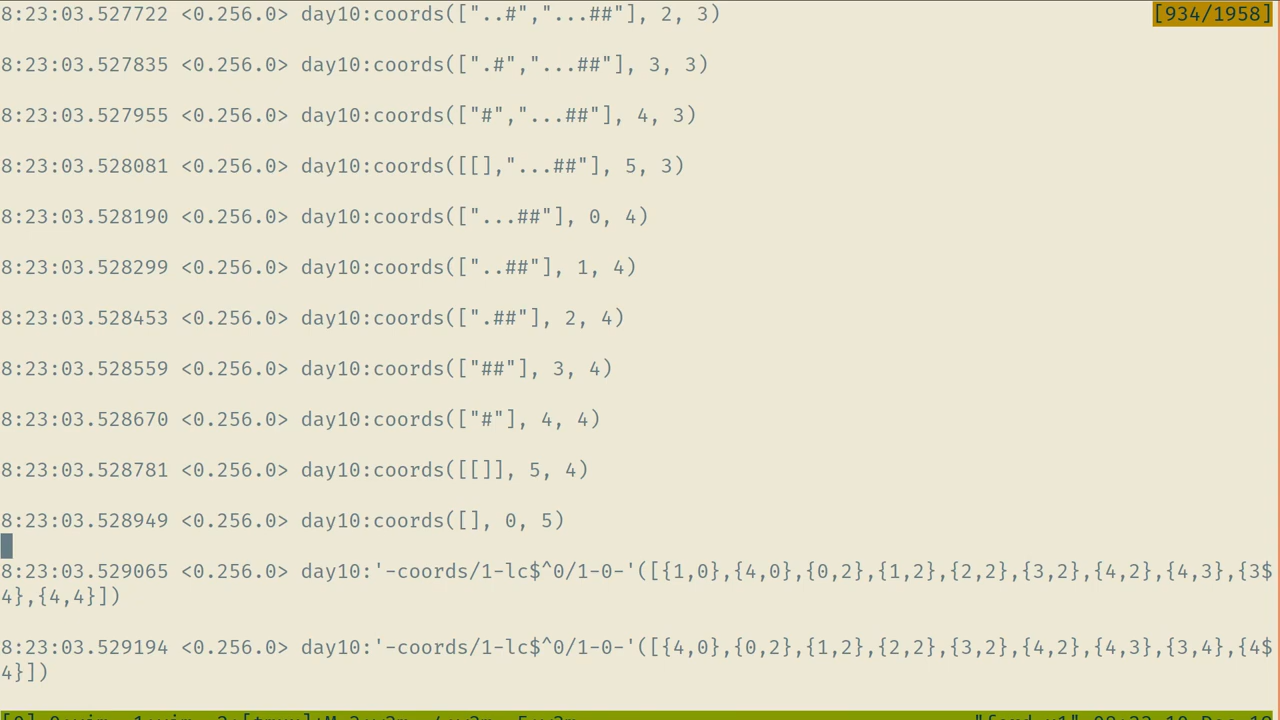 8:23:03.527722 <0.256.0> day10:coords(["..#","...##"], 2, 3) [934/1958]
8:23:03.527835 <0.256.0> day10:coords([".#","...##"], 3, 3)
8:23:03.527955 <0.256.0> day10:coords(["#","...##"], 4, 3)
8:23:03.528081 <0.256.0> day10:coords([[],"...##"], 5, 3)
8:23:03.528190 <0.256.0> day10:coords(["...##"], 0, 4)
8:23:03.528299 <0.256.0> day10:coords(["..##"], 1, 4)
8:23:03.528453 <0.256.0> day10:coords([".##"], 2, 4)
8:23:03.528559 <0.256.0> day10:coords(["##"], 3, 4)
8:23:03.528670 <0.256.0> day10:coords(["#"], 4, 4)
8:23:03.528781 <0.256.0> day10:coords([[]], 5, 4)
8:23:03.528949 <0.256.0> day10:coords([], 0, 5)
8:23:03.529065 <0.256.0> day10:'-coords/1-lc$^0/1-0-'([{1,0},{4,0},{0,2},{1,2},{2,2},{3,2},{4,2},{4,3},{3$
4},{4,4}])
8:23:03.529194 <0.256.0> day10:'-coords/1-lc$^0/1-0-'([{4,0},{0,2},{1,2},{2,2},{3,2},{4,2},{4,3},{3,4},{4$
4}])